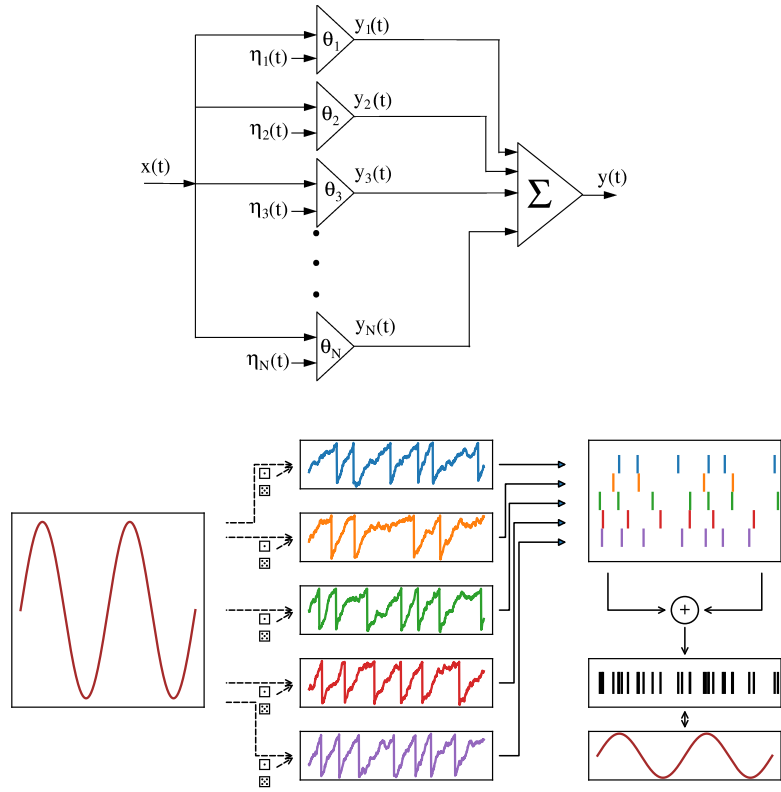 y₁(t)
θ₁
η₁(t)
y₂(t)
θ₂
η₂(t)
x(t)
y₃(t)
θ₃
η₃(t)
Σ
y(t)
y_N(t)
θ_N
η_N(t)
+